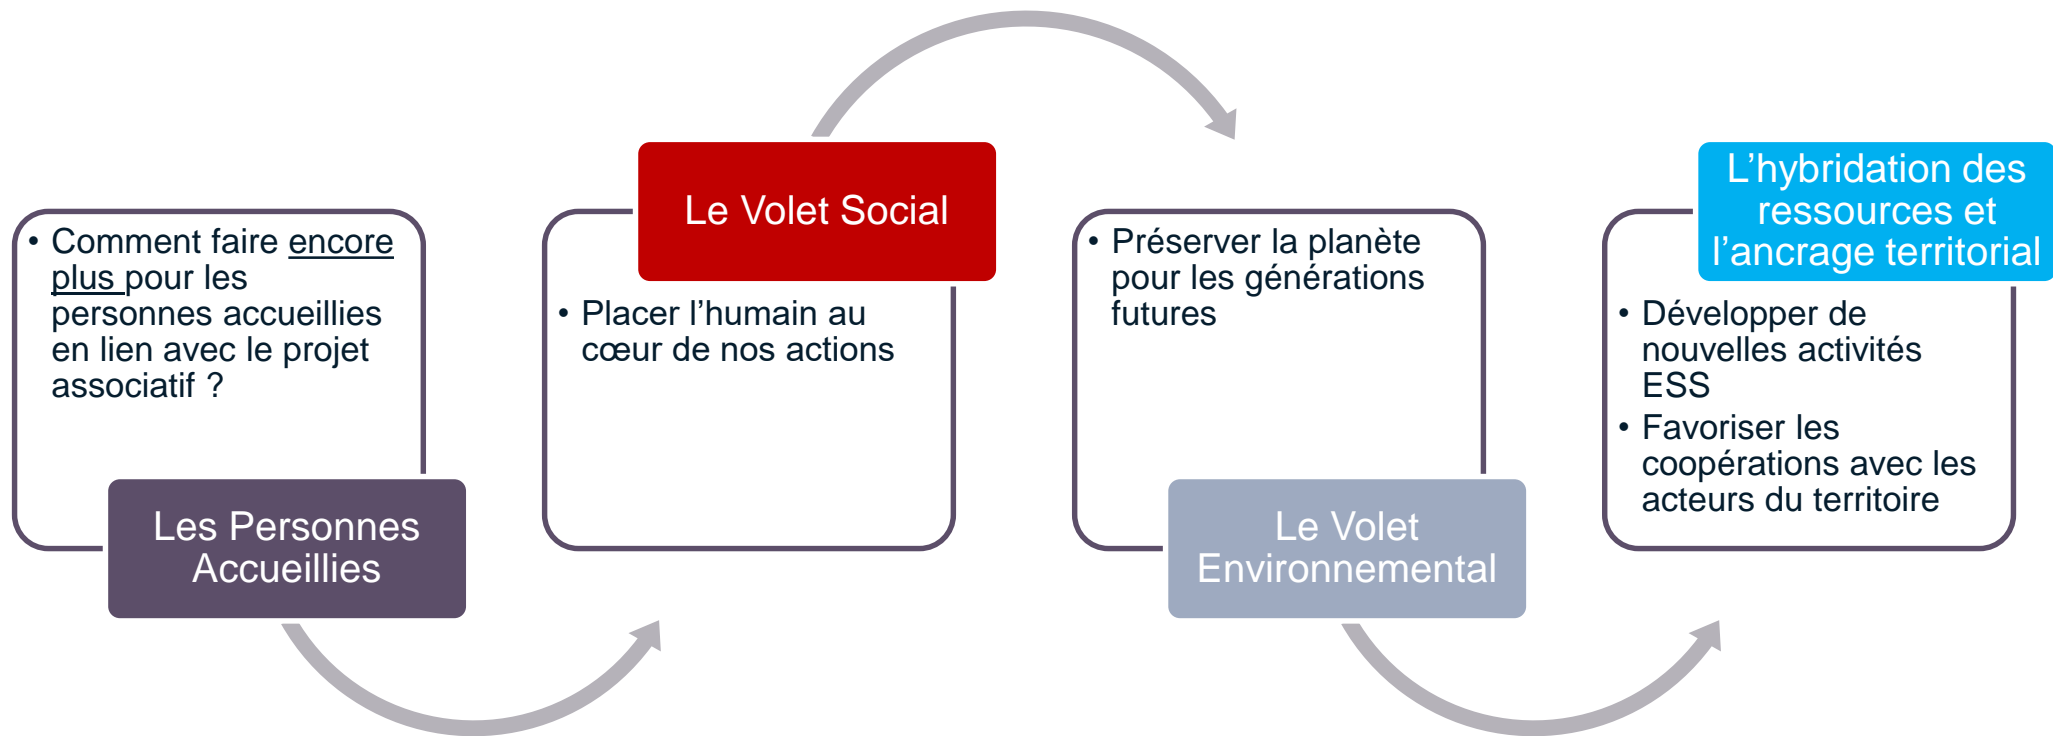 • Comment faire encore
plus pour les
personnes accueillies
en lien avec le projet
associatif ?
Les Personnes
Accueillies
Le Volet Social
• Placer l’humain au
cœur de nos actions
• Préserver la planète
pour les générations
futures
Le Volet
Environnemental
L’hybridation des
ressources et
l’ancrage territorial
• Développer de
nouvelles activités
ESS
• Favoriser les
coopérations avec les
acteurs du territoire